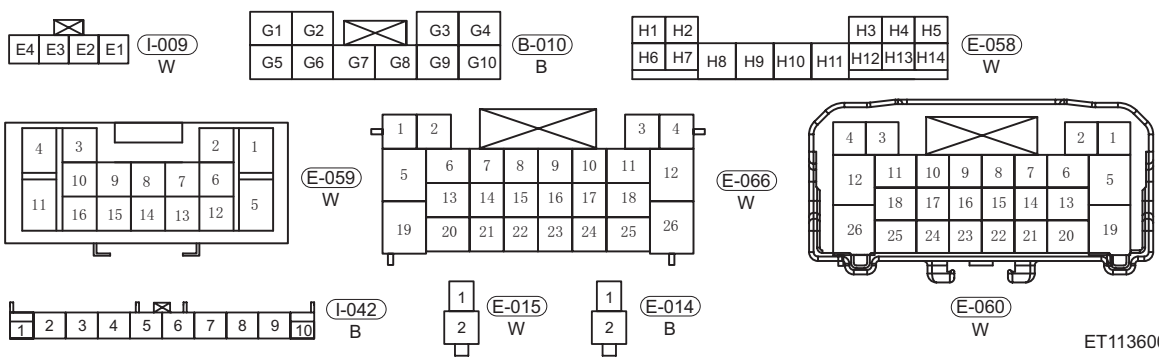 E4 E3 E2 E1 I-009 W
G1 G2 G3 G4
G5 G6 G7 G8 G9 G10 B-010 B
H1 H2 H3 H4 H5
H6 H7 H8 H9 H10 H11 H12 H13 H14 E-058 W
4 3 2 1
10 9 8 7 6
11 16 15 14 13 12 5
E-059 W
1 2 3 4
5 6 7 8 9 10 11 12
13 14 15 16 17 18
19 20 21 22 23 24 25 26
E-066 W
4 3 2 1
12 11 10 9 8 7 6 5
18 17 16 15 14 13
26 25 24 23 22 21 20 19
E-060 W
1 2 3 4 5 6 7 8 9 10 I-042 B
1
2
E-015 W
1
2
E-014 B